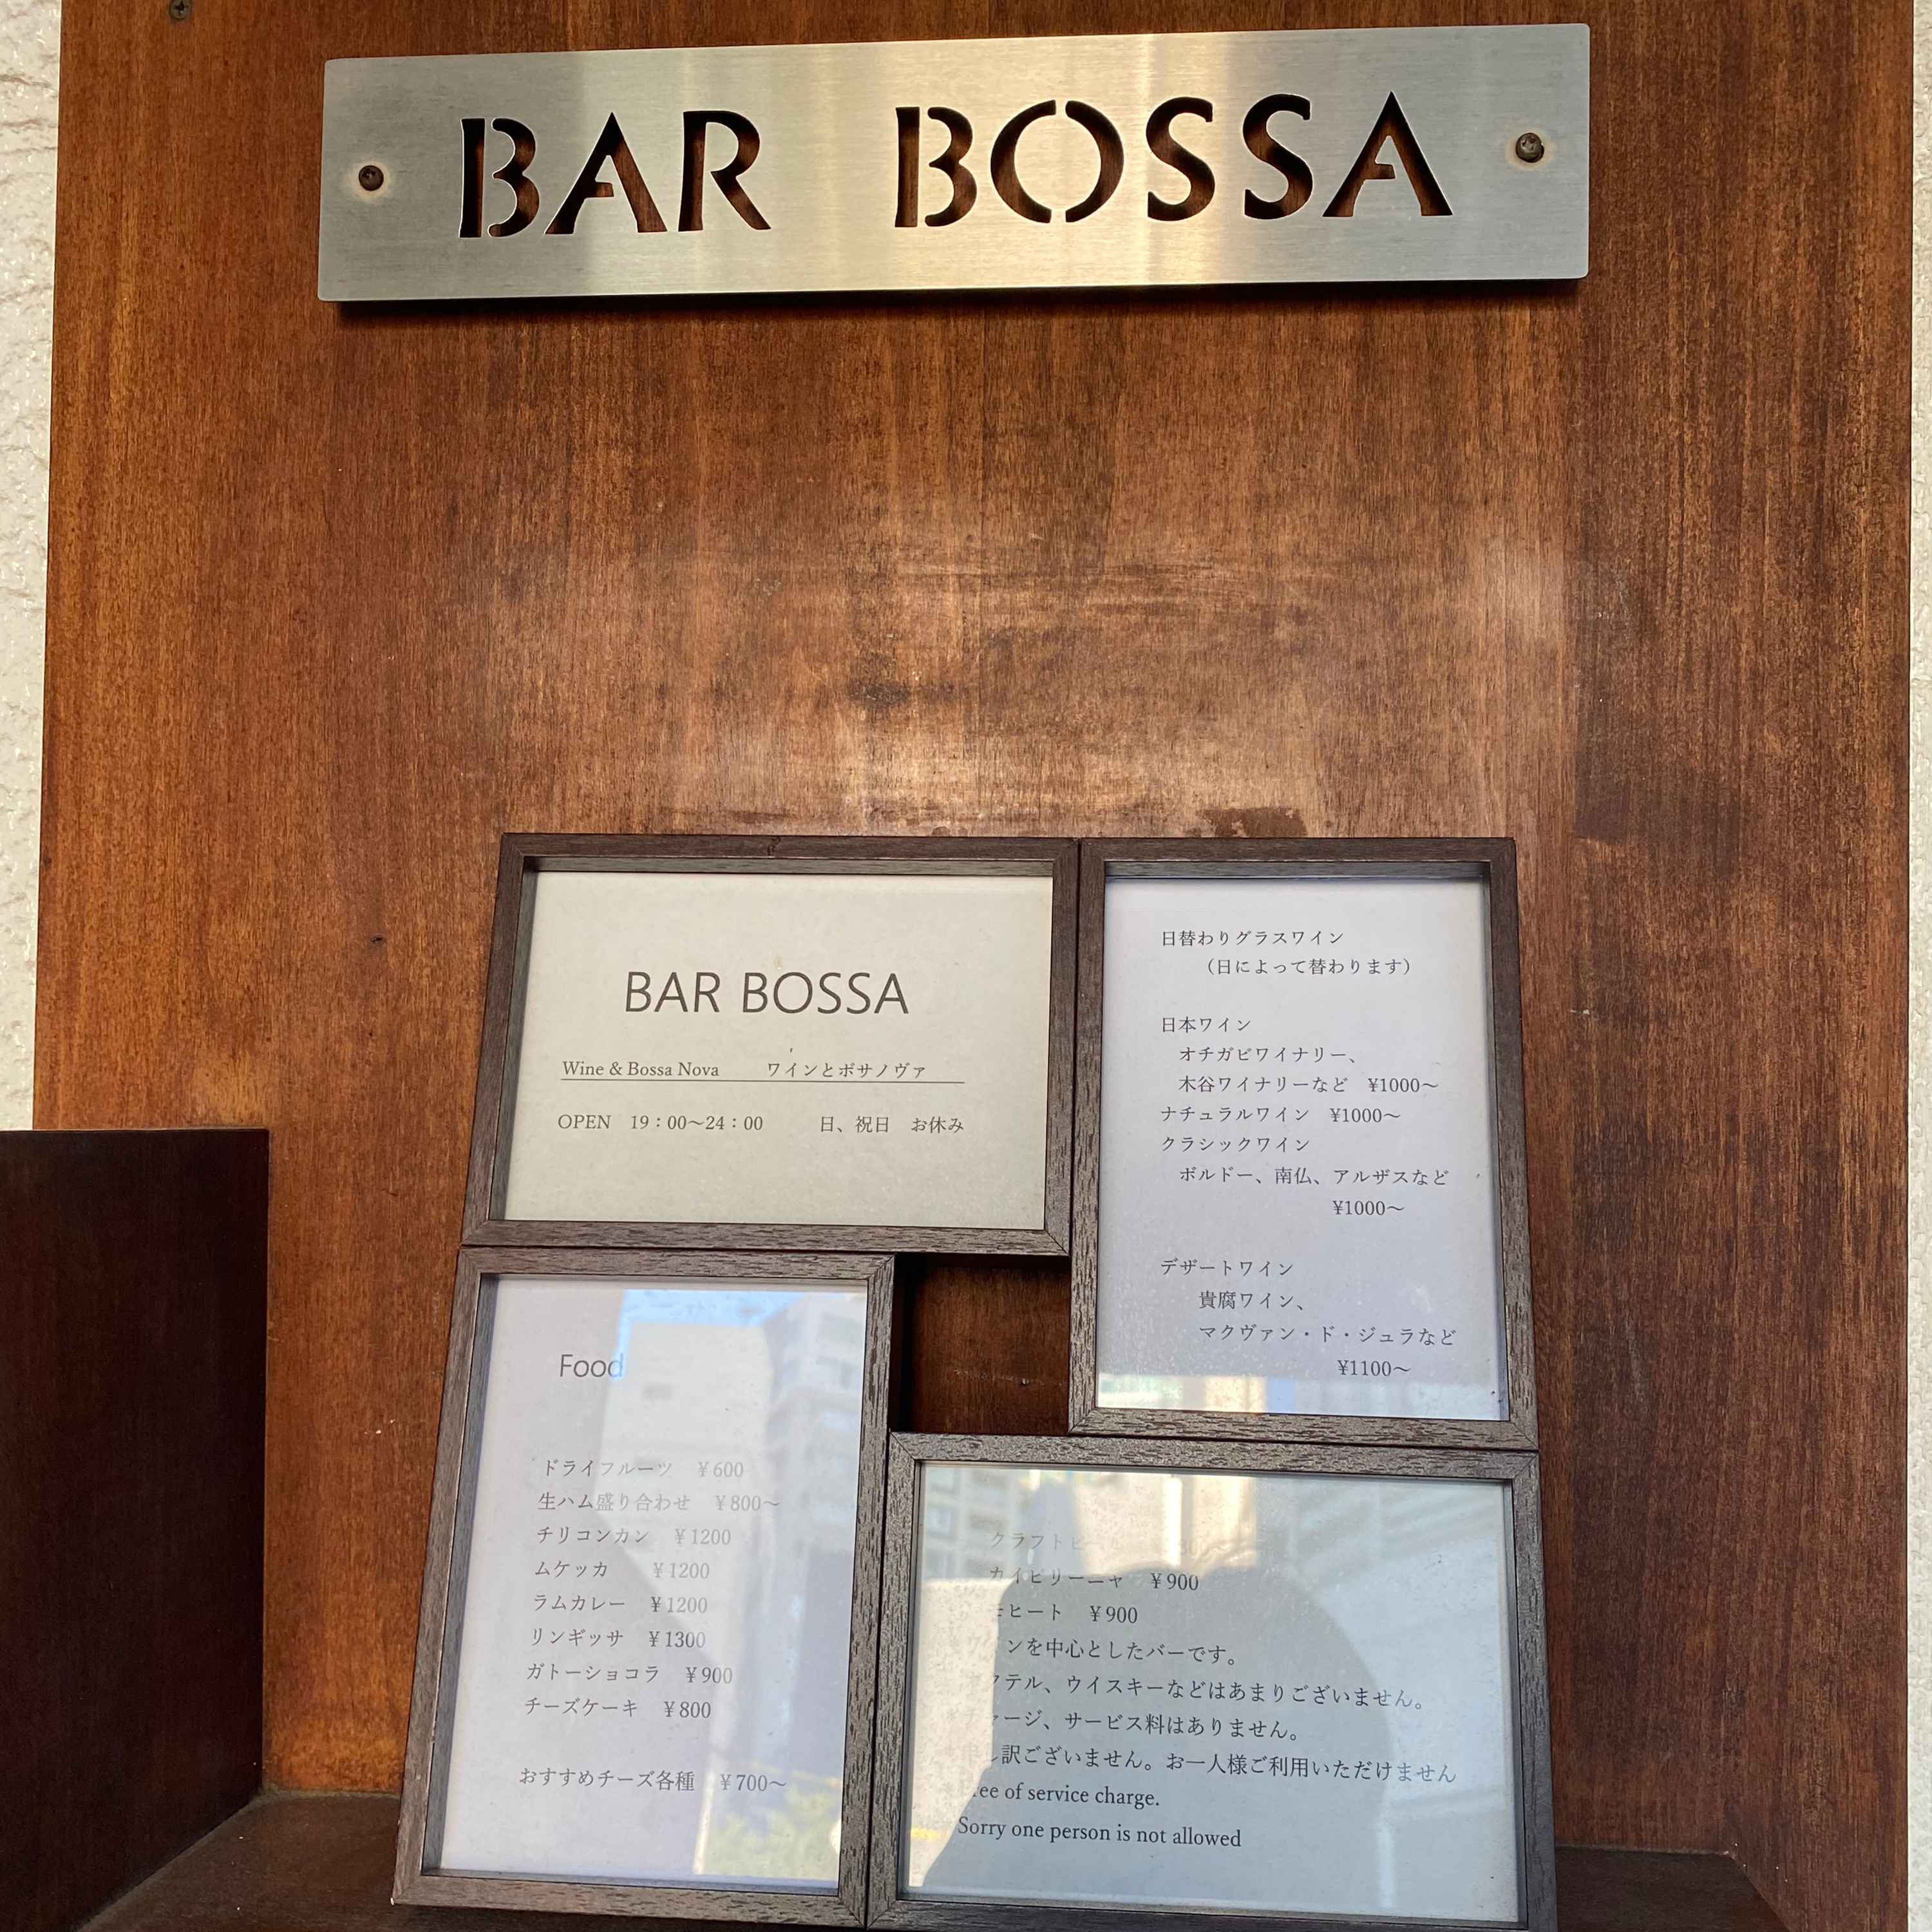 BAR BOSSA
BAR BOSSA
Wine & Bossa Nova ワインとボサノヴァ
OPEN 19：00〜24：00 日、祝日 お休み
日替わりグラスワイン
（日によって替わります）
日本ワイン
オチガビワイナリー、
木谷ワイナリーなど ¥1000〜
ナチュラルワイン ¥1000〜
クラシックワイン
ボルドー、南仏、アルザスなど
¥1000〜
デザートワイン
貴腐ワイン、
マクヴァン・ド・ジュラなど
¥1100〜
Food
ドライフルーツ ￥600
生ハム盛り合わせ ￥800〜
チリコンカン ￥1200
ムケッカ ￥1200
ラムカレー ￥1200
リンギッサ ￥1300
ガトーショコラ ￥900
チーズケーキ ￥800
おすすめチーズ各種 ￥700〜
クラフトビール
カイピリーニャ ￥900
モヒート ￥900
ワインを中心としたバーです。
クテル、ウイスキーなどはあまりございません。
チャージ、サービス料はありません。
申し訳ございません。お一人様ご利用いただけません
ee of service charge.
Sorry one person is not allowed